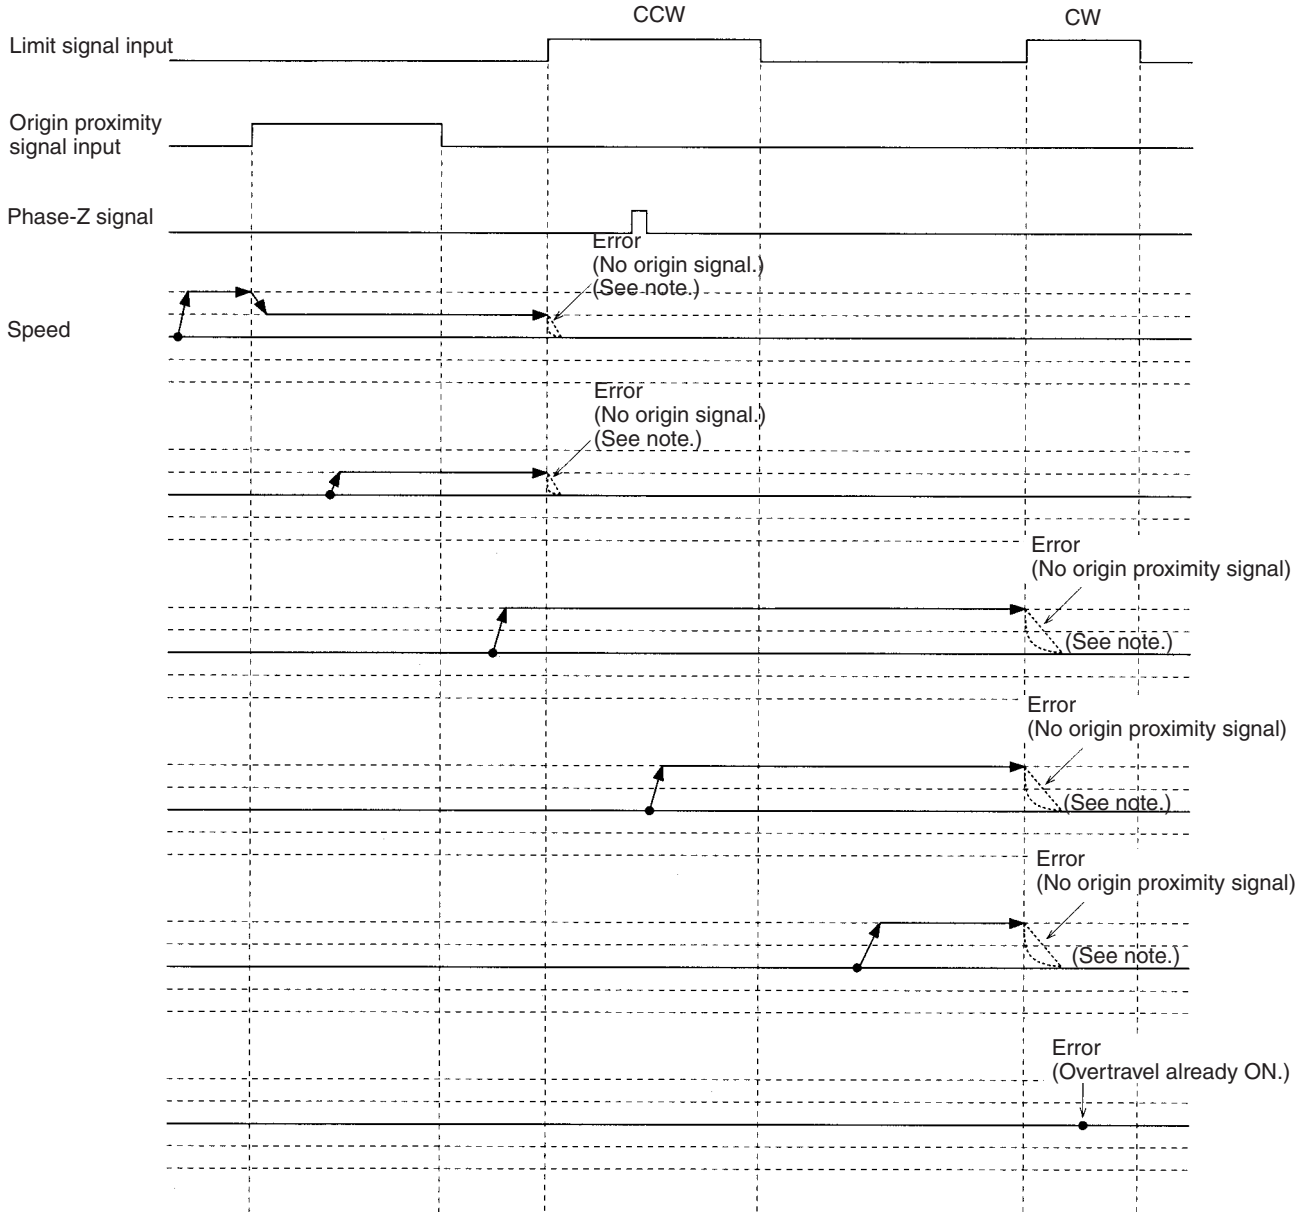 CCW
CW
Limit signal input
Origin proximity
signal input
Phase-Z signal
Error
(No origin signal.)
(See note.)
Speed
Error
(No origin signal.)
(See note.)
Error
(No origin proximity signal)
(See note.)
Error
(No origin proximity signal)
(See note.)
Error
(No origin proximity signal)
(See note.)
Error
(Overtravel already ON.)